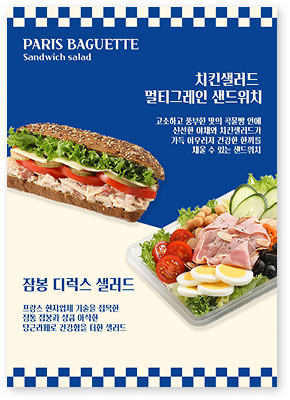 PARIS BAGUETTE
Sandwich salad
치킨샐러드
멀티그레인 샌드위치
고소하고 풍부한 맛의 곡물빵 안에
신선한 야채와 치킨샐러드가
가득 어우러져 건강한 한끼를
채울 수 있는 샌드위치
잠봉 디럭스 샐러드
프랑스 현지업체 기술을 접목한
정통 잠봉과 상큼 아삭한
당근라페로 건강함을 더한 샐러드